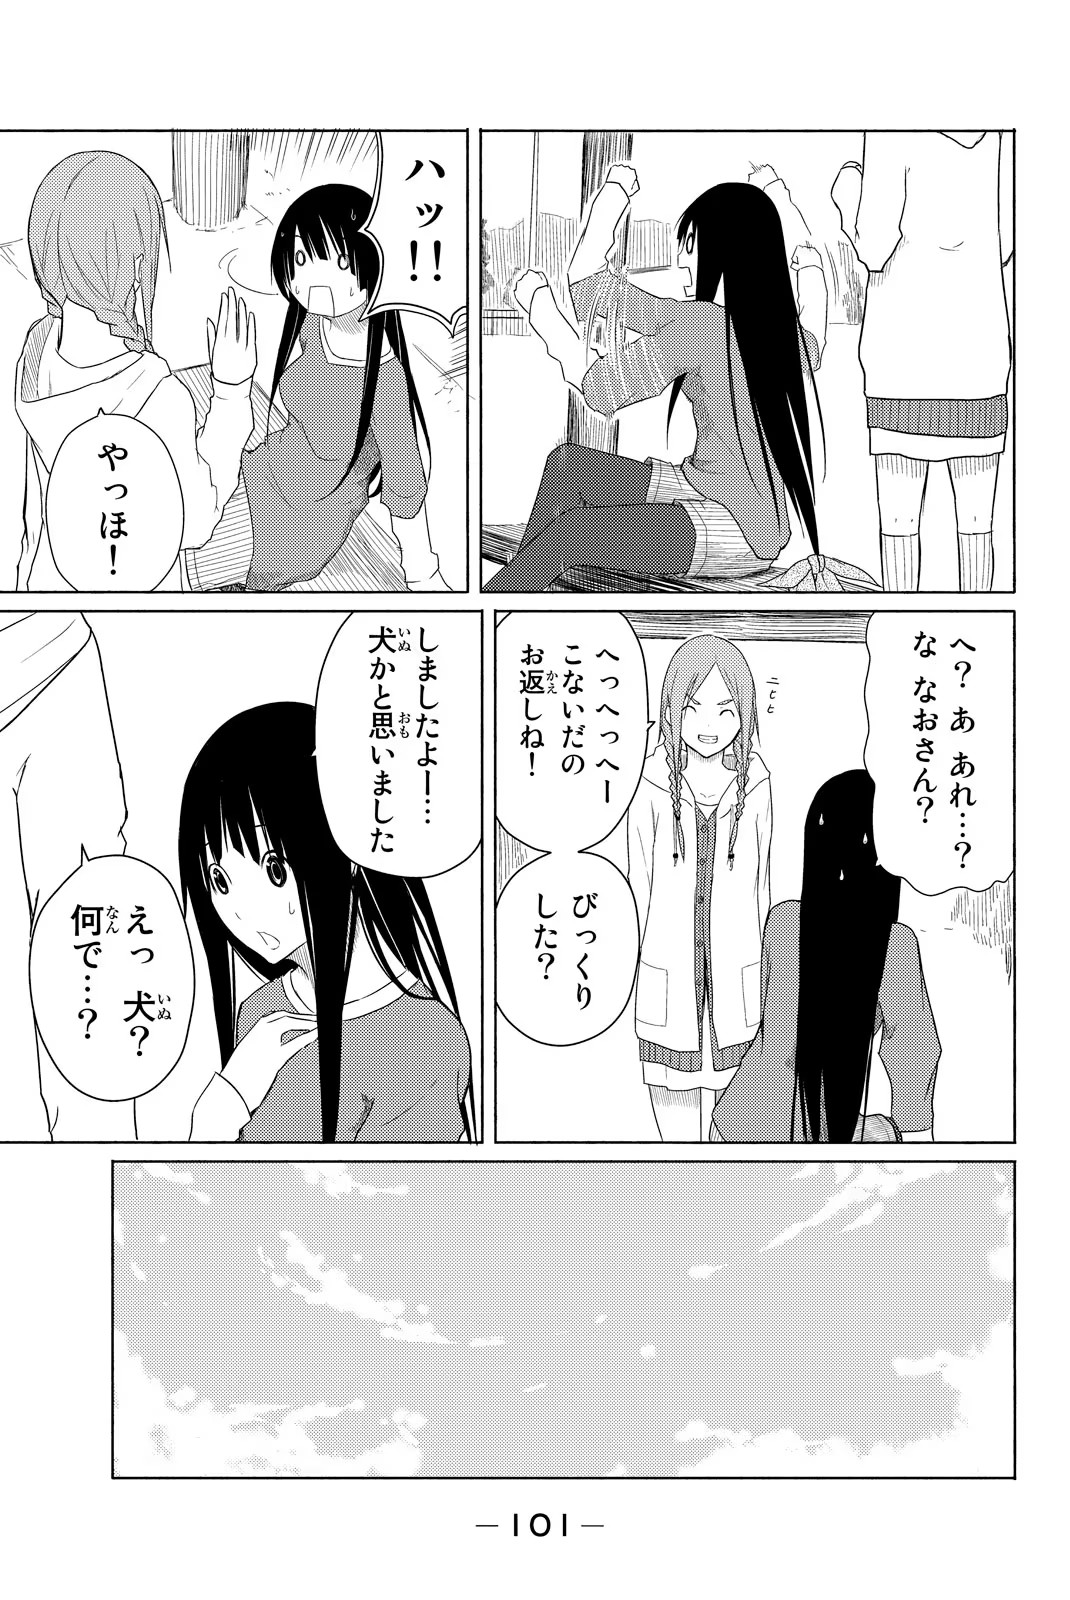 ハッ!!
やっほ！
へ？あ あれ…？
な なおさん？
ニヒヒ
へっへっへー
こないだの
お返しね！
びっくり
した？
しましたよー…
犬かと思いました
えっ 犬？
何で…？
－101－